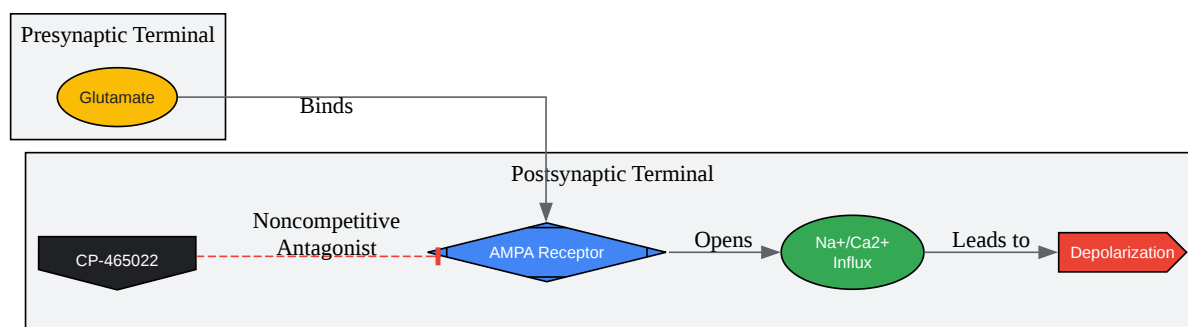 Presynaptic Terminal
Glutamate
Binds
Postsynaptic Terminal
CP-465022
Noncompetitive
Antagonist
AMPA Receptor
Opens
Na+/Ca2+
Influx
Leads to
Depolarization